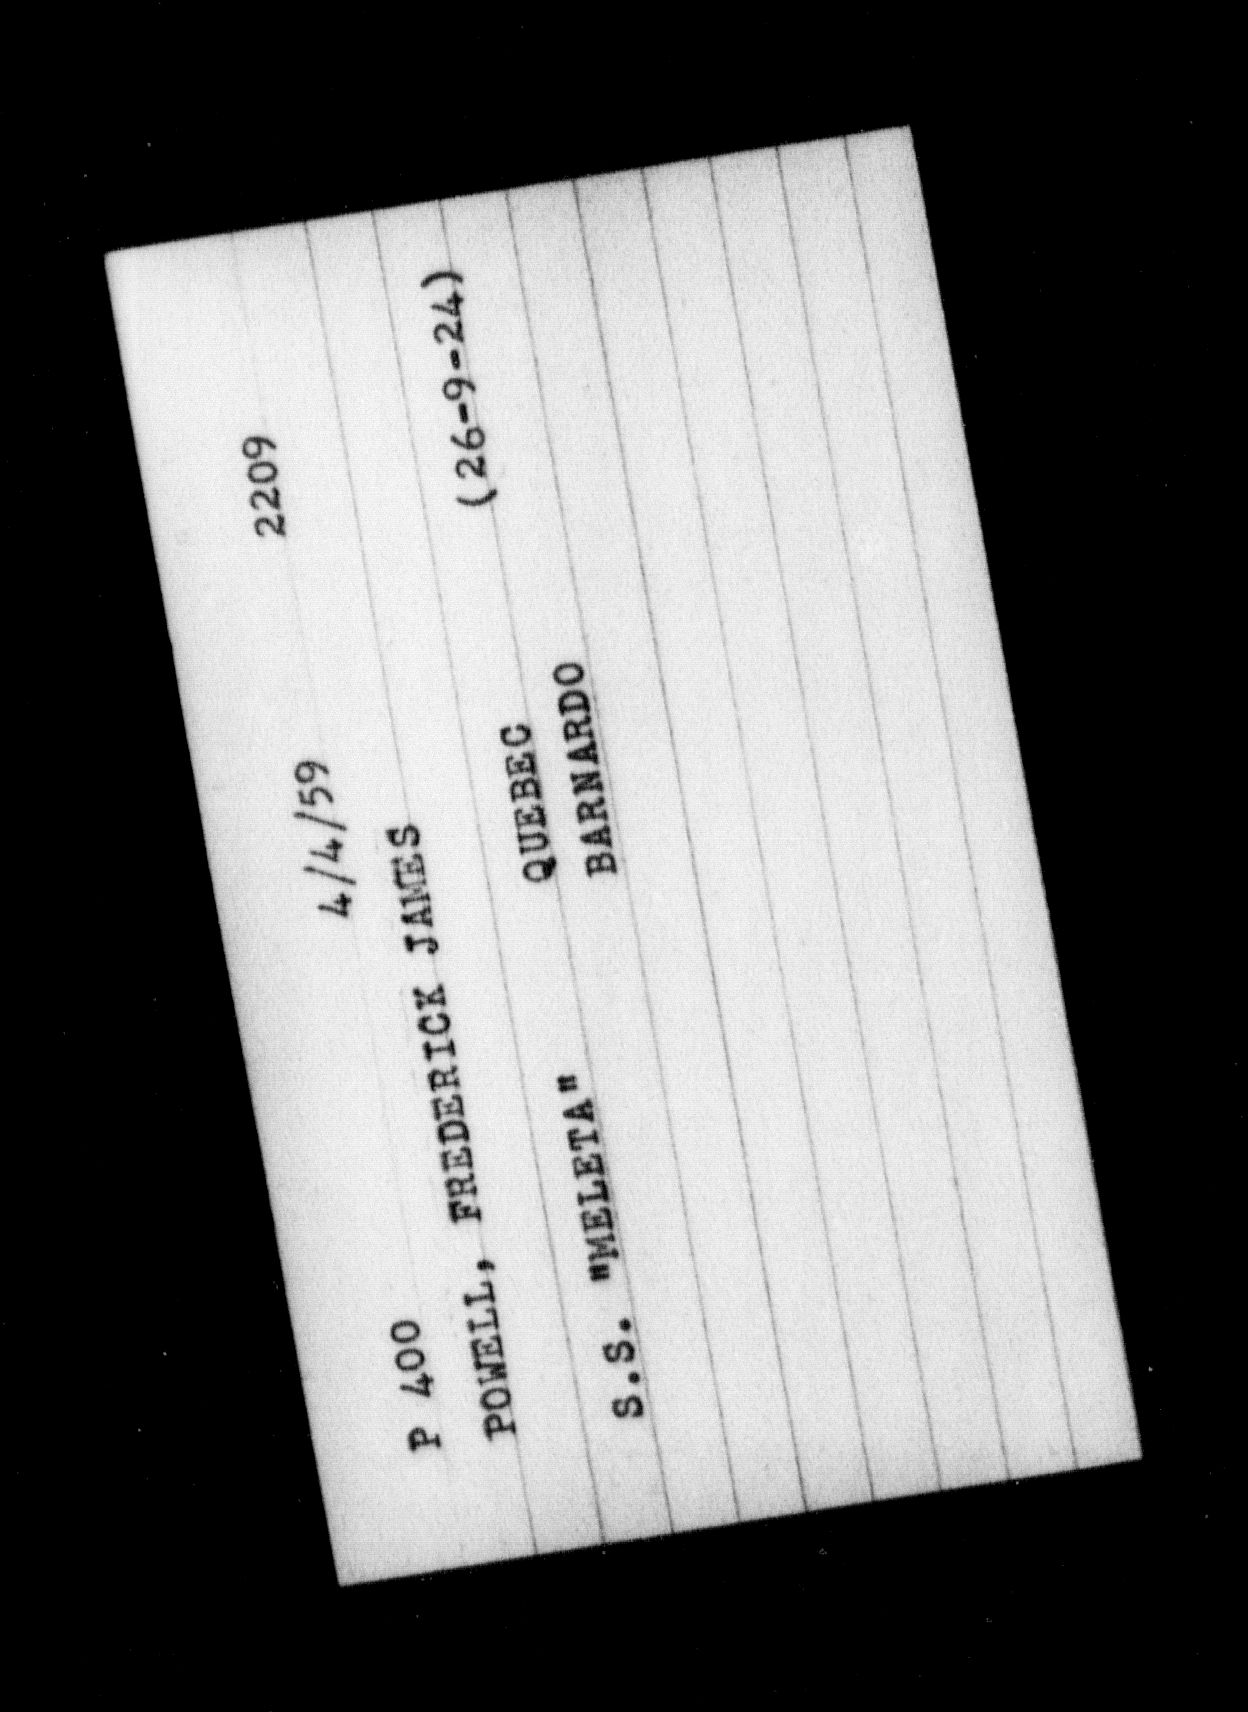 P 400 4/4/59 2209
POWELL, FREDERICK JAMES
QUEBEC (26-9-24)
S.S. "MELETA" BARNARDO